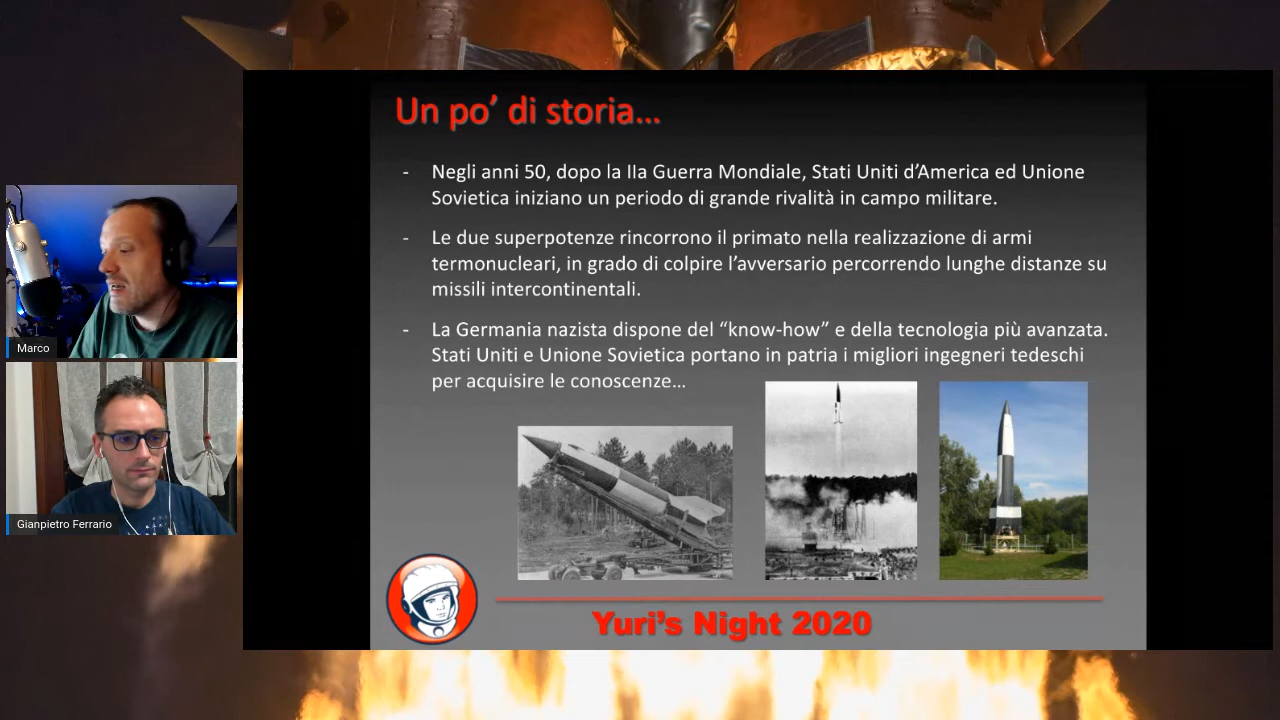 Un po’ di storia...
- Negli anni 50, dopo la IIa Guerra Mondiale, Stati Uniti d’America ed Unione
Sovietica iniziano un periodo di grande rivalità in campo militare.
- Le due superpotenze rincorrono il primato nella realizzazione di armi
termonucleari, in grado di colpire l’avversario percorrendo lunghe distanze su
missili intercontinentali.
- La Germania nazista dispone del “know-how” e della tecnologia più avanzata.
Stati Uniti e Unione Sovietica portano in patria i migliori ingegneri tedeschi
per acquisire le conoscenze...
Yuri’s Night 2020
Marco
Gianpietro Ferrario